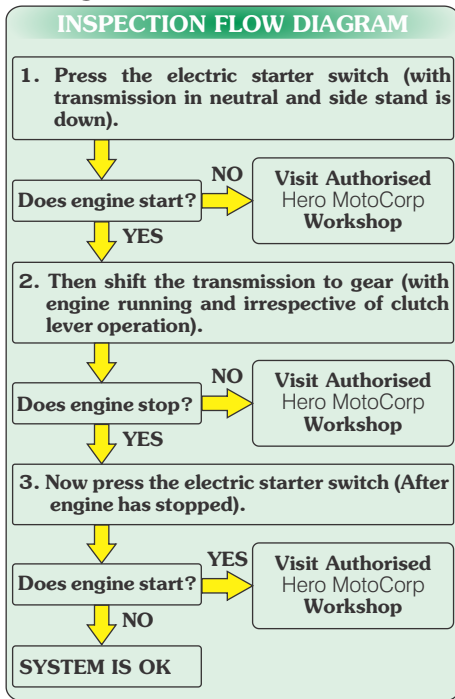 INSPECTION FLOW DIAGRAM
1. Press the electric starter switch (with
transmission in neutral and side stand is
down).
Does engine start?
NO
Visit Authorised
Hero MotoCorp
Workshop
YES
2. Then shift the transmission to gear (with
engine running and irrespective of clutch
lever operation).
Does engine stop?
NO
Visit Authorised
Hero MotoCorp
Workshop
YES
3. Now press the electric starter switch (After
engine has stopped).
Does engine start?
YES
Visit Authorised
Hero MotoCorp
Workshop
NO
SYSTEM IS OK